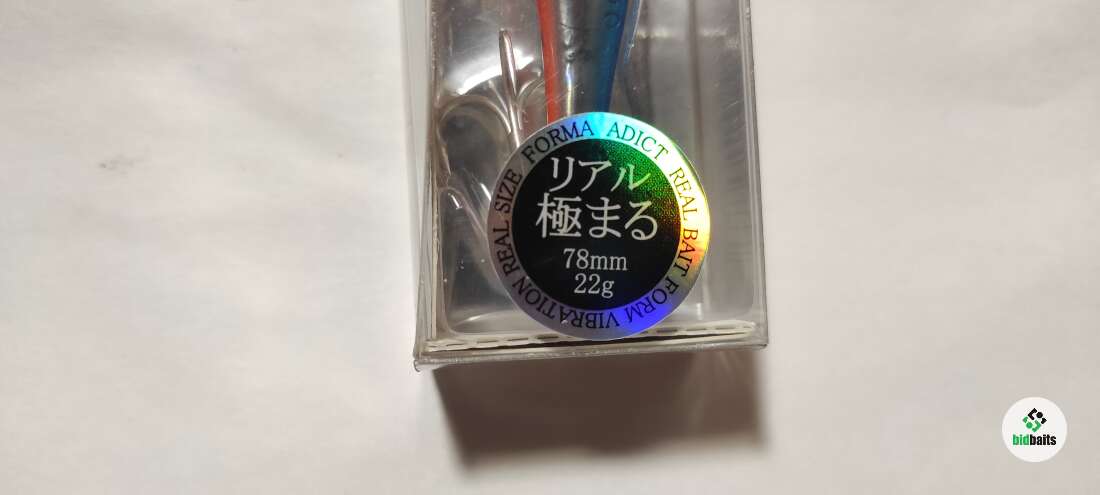 FORMA ADICT REAL BAIT FORM VIBRATION REAL SIZE
リアル
極まる
78mm
22g
bidbaits